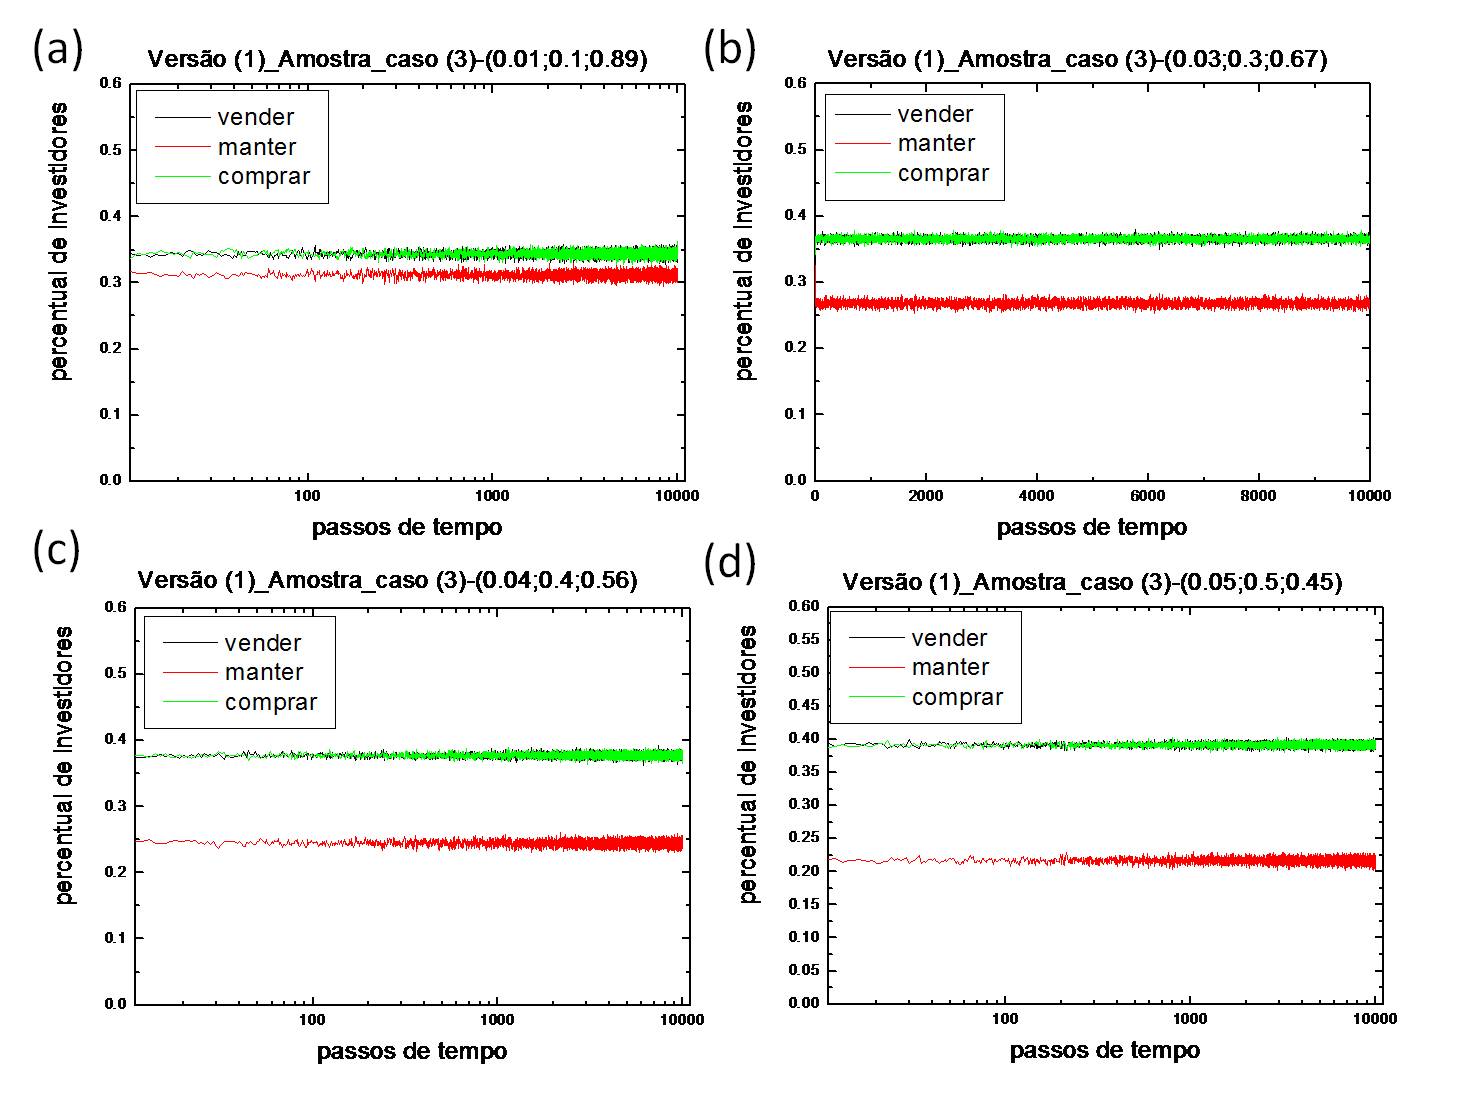 (a)
Versão (1)_Amostra_caso (3)-(0.01;0.1;0.89)
percentual de Investidores
0.6
0.5
0.4
0.3
0.2
0.1
0.0
vender
manter
comprar
100
1000
10000
passos de tempo
(b)
Versão (1)_Amostra_caso (3)-(0.03;0.3;0.67)
percentual de Investidores
0.6
0.5
0.4
0.3
0.2
0.1
0.0
vender
manter
comprar
0
2000
4000
6000
8000
10000
passos de tempo
(c)
Versão (1)_Amostra_caso (3)-(0.04;0.4;0.56)
percentual de Investidores
0.6
0.5
0.4
0.3
0.2
0.1
0.0
vender
manter
comprar
100
1000
10000
passos de tempo
(d)
Versão (1)_Amostra_caso (3)-(0.05;0.5;0.45)
percentual de Investidores
0.60
0.55
0.50
0.45
0.40
0.35
0.30
0.25
0.20
0.15
0.10
0.05
0.00
vender
manter
comprar
100
1000
10000
passos de tempo